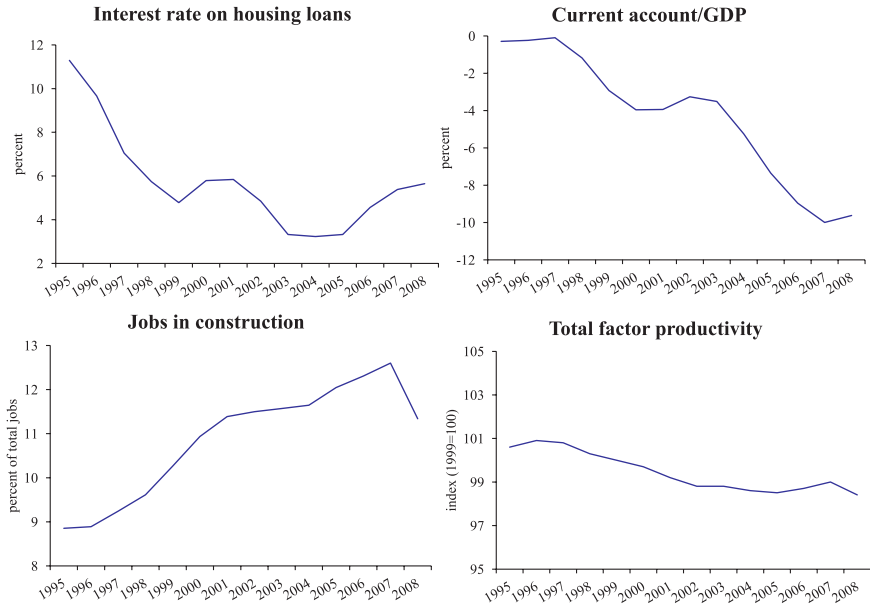 Interest rate on housing loans
percent
12
10
8
6
4
2
1995 1996 1997 1998 1999 2000 2001 2002 2003 2004 2005 2006 2007 2008
Current account/GDP
percent
0
-2
-4
-6
-8
-10
-12
1995 1996 1997 1998 1999 2000 2001 2002 2003 2004 2005 2006 2007 2008
Jobs in construction
percent of total jobs
13
12
11
10
9
8
1995 1996 1997 1998 1999 2000 2001 2002 2003 2004 2005 2006 2007 2008
Total factor productivity
index (1999=100)
105
103
101
99
97
95
1995 1996 1997 1998 1999 2000 2001 2002 2003 2004 2005 2006 2007 2008